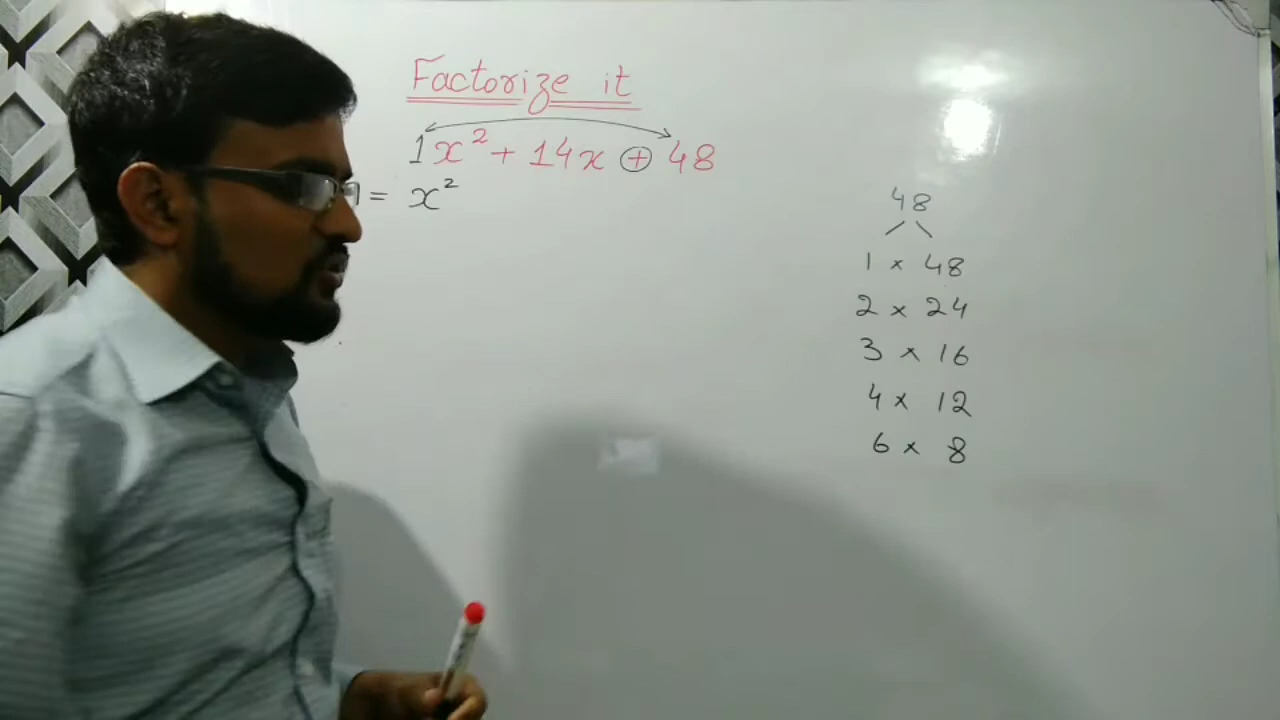 Factorize it
1x² + 14x + 48
= x²
48
1 × 48
2 × 24
3 × 16
4 × 12
6 × 8